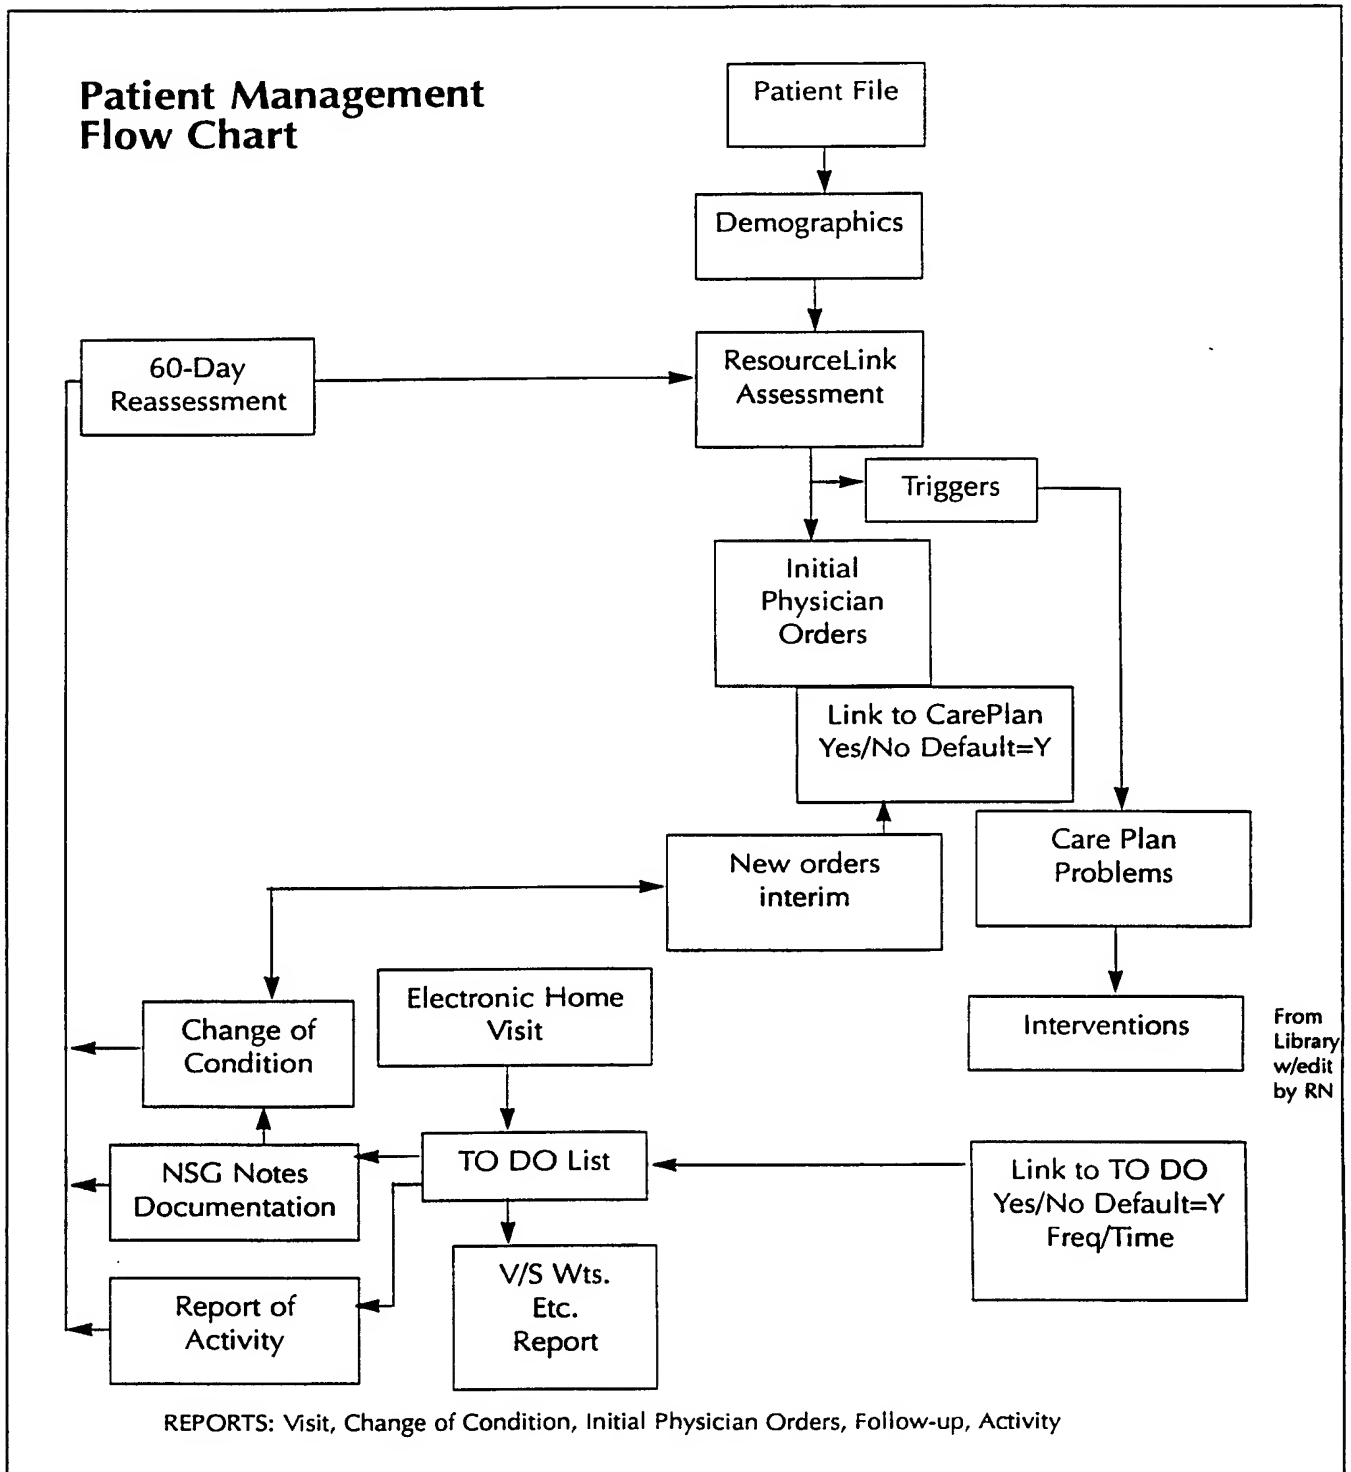 Patient Management
Flow Chart
Patient File
Demographics
60-Day
Reassessment
ResourceLink
Assessment
Triggers
Initial
Physician
Orders
Link to CarePlan
Yes/No Default=Y
New orders
interim
Care Plan
Problems
Electronic Home
Visit
Change of
Condition
Interventions
From
Library
w/edit
by RN
TO DO List
NSG Notes
Documentation
Link to TO DO
Yes/No Default=Y
Freq/Time
V/S Wts.
Etc.
Report
Report of
Activity
REPORTS: Visit, Change of Condition, Initial Physician Orders, Follow-up, Activity